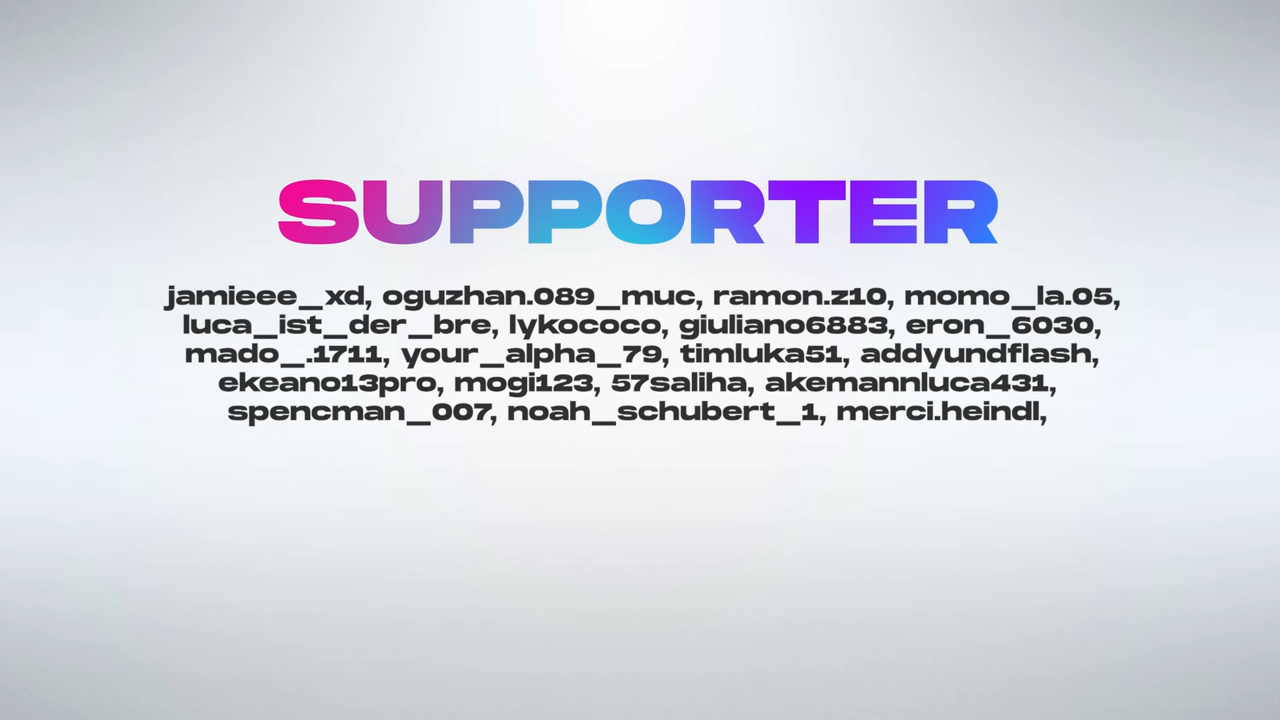 SUPPORTER
jamieee_xd, oguzhan.089_muc, ramon.z10, momo_la.05,
luca_ist_der_bre, lykococo, giuliano6883, eron_6030,
mado_.1711, your_alpha_79, timluka51, addyundflash,
ekeano13pro, mogi123, 57saliha, akemannluca431,
spencman_007, noah_schubert_1, merci.heindl,